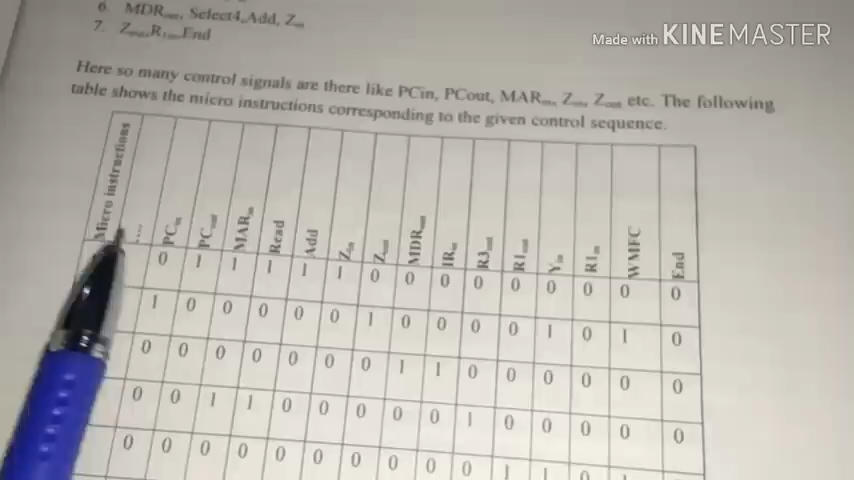 6. MDRout, Select4,Add, Zin
7. Zout,R1in,End
Made with KINEMASTER
Here so many control signals are there like PCin, PCout, MARin, Zin, Zout etc. The following
table shows the micro instructions corresponding to the given control sequence.
Micro instructions ... PCin PCout MARin Read Add Zin Zout MDRout IRin R3out R1out Yin R1in WMFC End
0 1 1 1 1 1 0 0 0 0 0 0 0 0 0
1 0 0 0 0 0 1 0 0 0 0 1 0 1 0
0 0 0 0 0 0 0 1 1 0 0 0 0 0 0
0 0 1 1 0 0 0 0 0 1 0 0 0 0 0
0 0 0 0 0 0 0 0 0 0 1 1 0